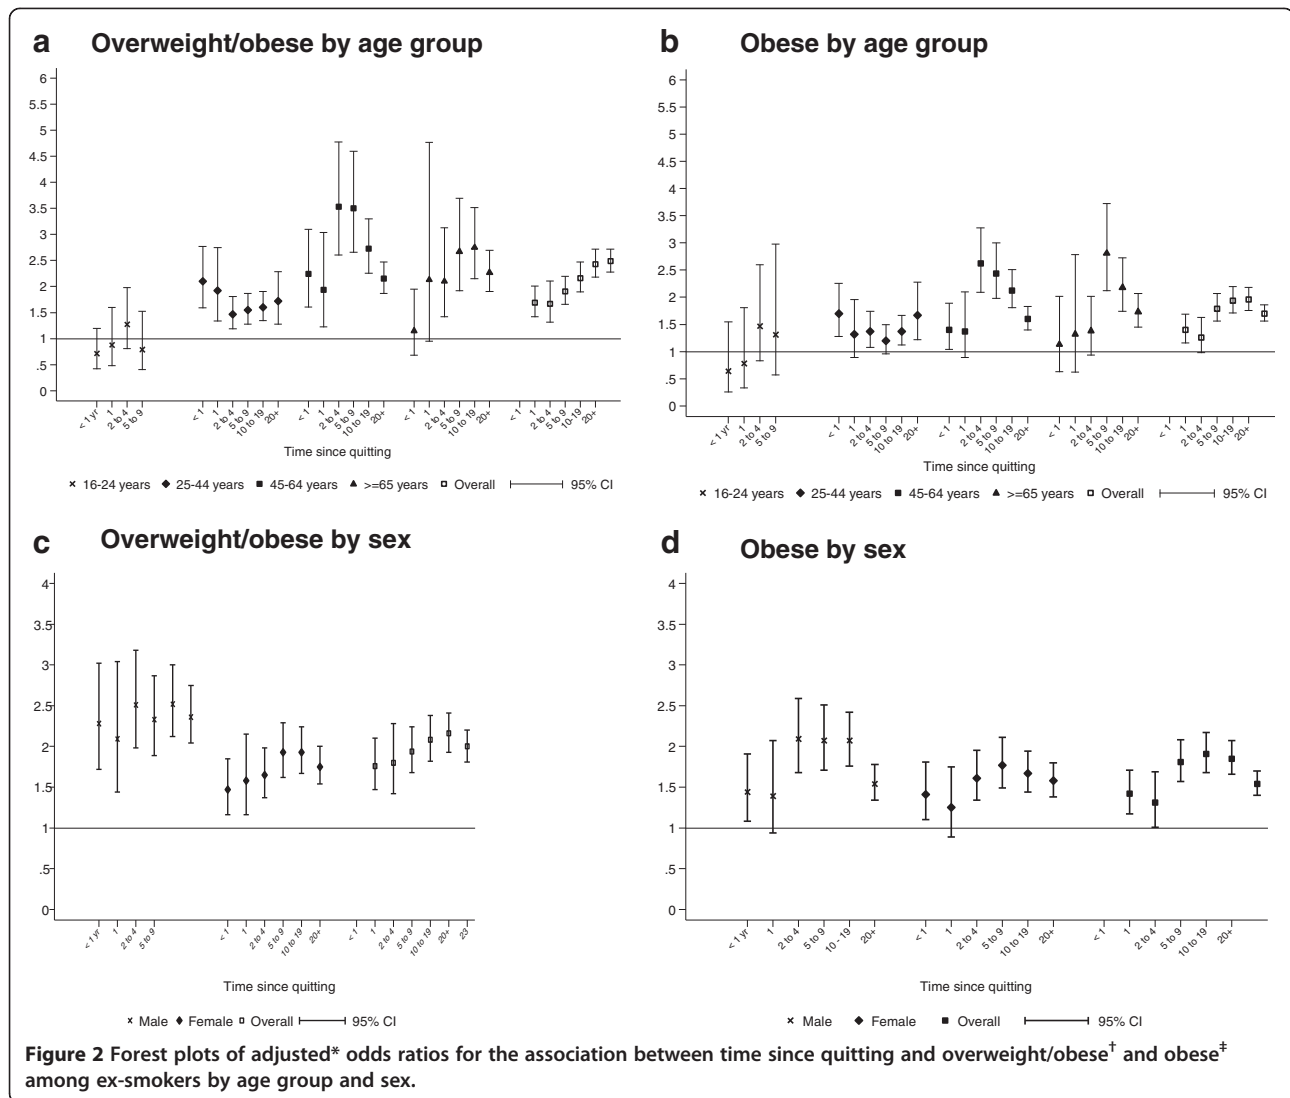 a Overweight/obese by age group
6
5.5
5
4.5
4
3.5
3
2.5
2
1.5
1
.5
0
< 1 yr 1 2 to 4 5 to 9 < 1 1 2 to 4 5 to 9 10 to 19 20+ < 1 1 2 to 4 5 to 9 10 to 19 20+ < 1 1 2 to 4 5 to 9 10 to 19 20+ < 1 1 2 to 4 5 to 9 10-19 20+
Time since quitting
16-24 years 25-44 years 45-64 years >=65 years Overall 95% CI
b Obese by age group
6
5.5
5
4.5
4
3.5
3
2.5
2
1.5
1
.5
0
< 1 yr 1 2 to 4 5 to 9 < 1 1 2 to 4 5 to 9 10 to 19 20+ < 1 1 2 to 4 5 to 9 10 to 19 20+ < 1 1 2 to 4 5 to 9 10 to 19 20+ < 1 1 2 to 4 5 to 9 10-19 20+
Time since quitting
16-24 years 25-44 years 45-64 years >=65 years Overall 95% CI
c Overweight/obese by sex
4
3.5
3
2.5
2
1.5
1
.5
0
< 1 yr 1 2 to 4 5 to 9 < 1 1 2 to 4 5 to 9 10 to 19 20+ < 1 1 2 to 4 5 to 9 10 to 19 20+ 23
Time since quitting
Male Female Overall 95% CI
d Obese by sex
4
3.5
3
2.5
2
1.5
1
.5
0
< 1 yr 1 2 to 4 5 to 9 10 - 19 20+ < 1 1 2 to 4 5 to 9 10 to 19 20+ < 1 1 2 to 4 5 to 9 10 to 19 20+
Time since quitting
Male Female Overall 95% CI
Figure 2 Forest plots of adjusted* odds ratios for the association between time since quitting and overweight/obese† and obese‡
among ex-smokers by age group and sex.